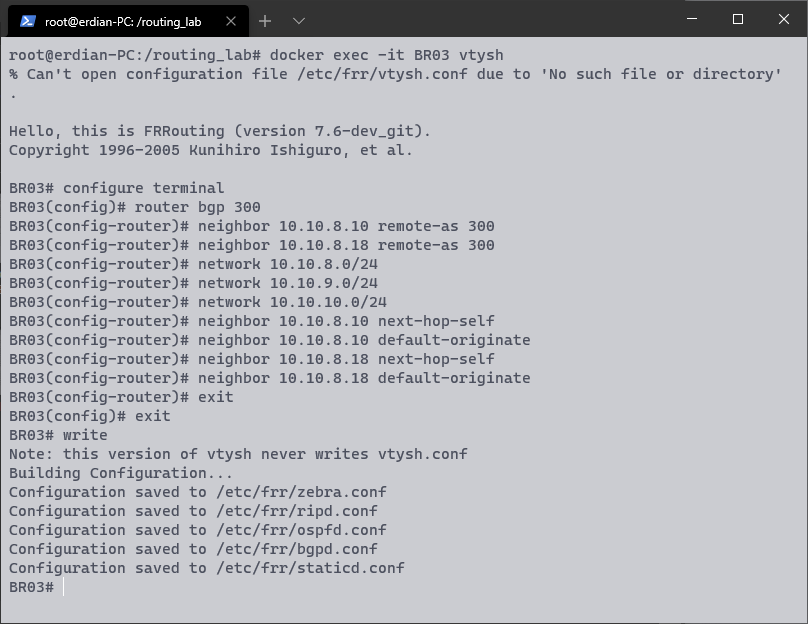 root@erdian-PC: /routing_lab
root@erdian-PC:/routing_lab# docker exec -it BR03 vtysh
% Can't open configuration file /etc/frr/vtysh.conf due to 'No such file or directory'
.
Hello, this is FRRouting (version 7.6-dev_git).
Copyright 1996-2005 Kunihiro Ishiguro, et al.
BR03# configure terminal
BR03(config)# router bgp 300
BR03(config-router)# neighbor 10.10.8.10 remote-as 300
BR03(config-router)# neighbor 10.10.8.18 remote-as 300
BR03(config-router)# network 10.10.8.0/24
BR03(config-router)# network 10.10.9.0/24
BR03(config-router)# network 10.10.10.0/24
BR03(config-router)# neighbor 10.10.8.10 next-hop-self
BR03(config-router)# neighbor 10.10.8.10 default-originate
BR03(config-router)# neighbor 10.10.8.18 next-hop-self
BR03(config-router)# neighbor 10.10.8.18 default-originate
BR03(config-router)# exit
BR03(config)# exit
BR03# write
Note: this version of vtysh never writes vtysh.conf
Building Configuration...
Configuration saved to /etc/frr/zebra.conf
Configuration saved to /etc/frr/ripd.conf
Configuration saved to /etc/frr/ospfd.conf
Configuration saved to /etc/frr/bgpd.conf
Configuration saved to /etc/frr/staticd.conf
BR03#